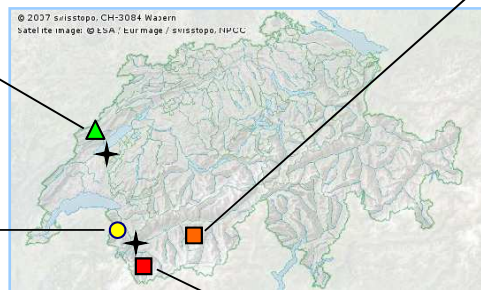 © 2007 swisstopo, CH-3084 Wabern
Satellite image: © ESA / Eurimage / swisstopo, NPOC